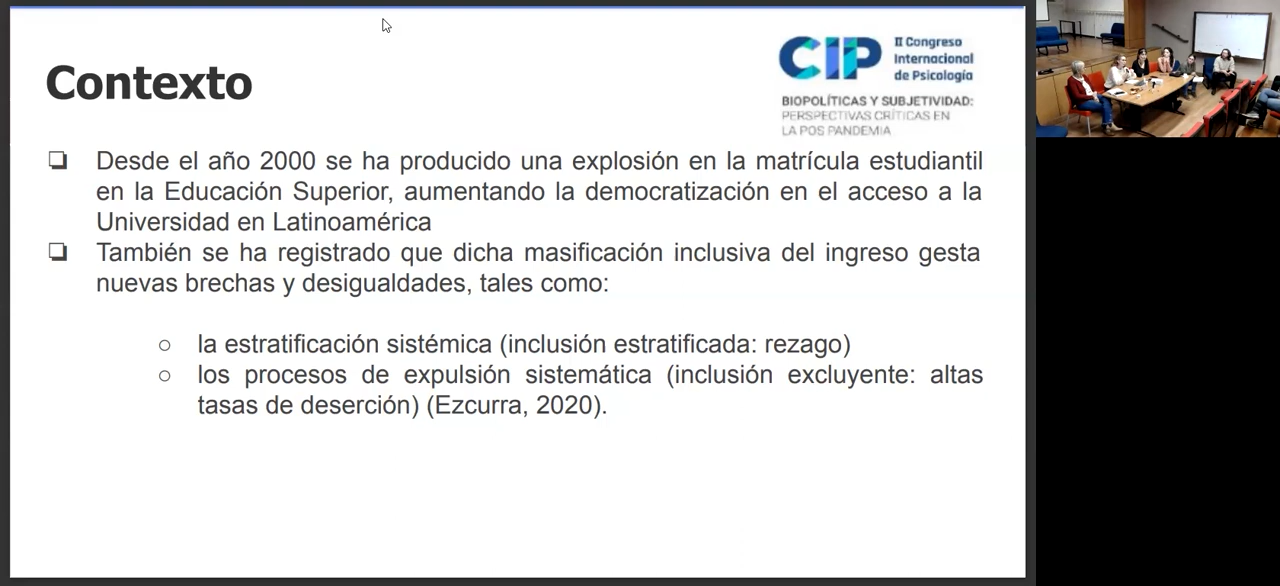 Contexto
CIP
II Congreso
Internacional
de Psicología
BIOPOLÍTICAS Y SUBJETIVIDAD:
PERSPECTIVAS CRÍTICAS EN
LA POS PANDEMIA
Desde el año 2000 se ha producido una explosión en la matrícula estudiantil
en la Educación Superior, aumentando la democratización en el acceso a la
Universidad en Latinoamérica
También se ha registrado que dicha masificación inclusiva del ingreso gesta
nuevas brechas y desigualdades, tales como:
la estratificación sistémica (inclusión estratificada: rezago)
los procesos de expulsión sistemática (inclusión excluyente: altas
tasas de deserción) (Ezcurra, 2020).